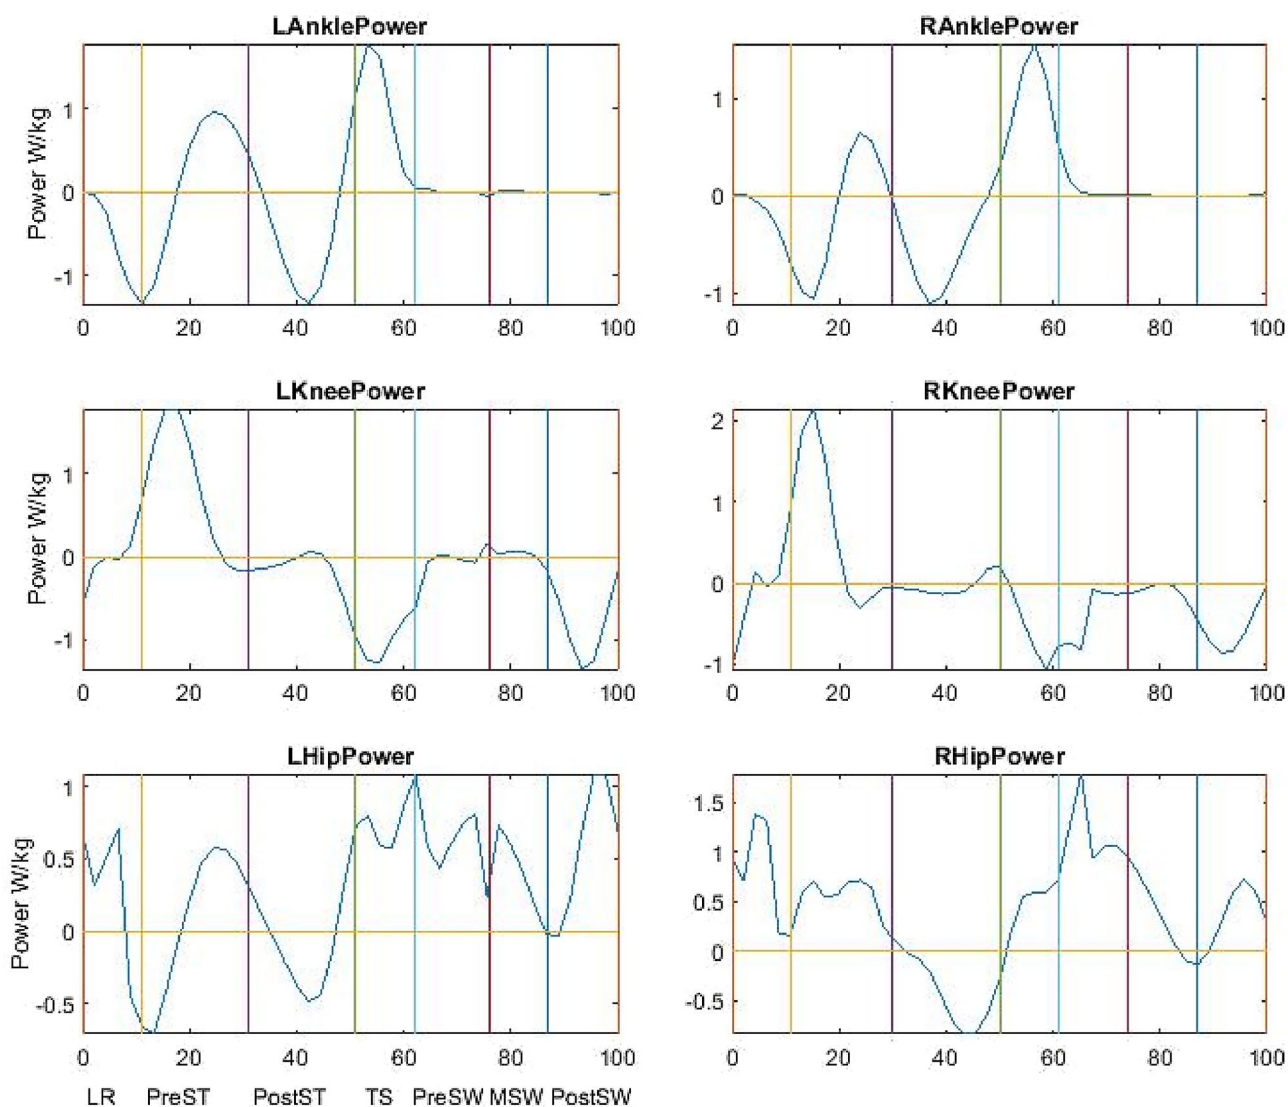 LAnklePower
RAnklePower
Power W/kg
1
0
-1
0 20 40 60 80 100
1
0
-1
0 20 40 60 80 100
LKneePower
RKneePower
Power W/kg
1
0
-1
0 20 40 60 80 100
2
1
0
-1
0 20 40 60 80 100
LHipPower
RHipPower
Power W/kg
1
0.5
0
-0.5
0 20 40 60 80 100
1.5
1
0.5
0
-0.5
0 20 40 60 80 100
LR PreST PostST TS PreSW MSW PostSW